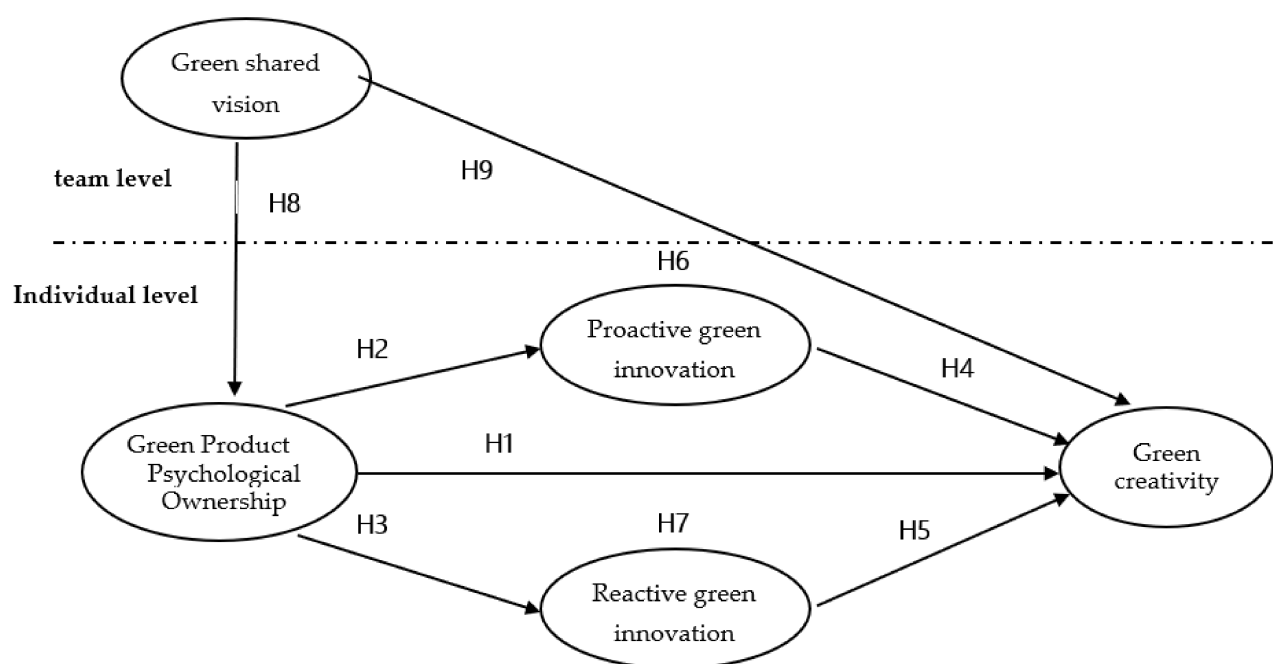 Green shared
vision
team level
H9
H8
H6
Individual level
Proactive green
innovation
H2
H4
Green Product
Psychological
Ownership
H1
Green
creativity
H3
H7
H5
Reactive green
innovation